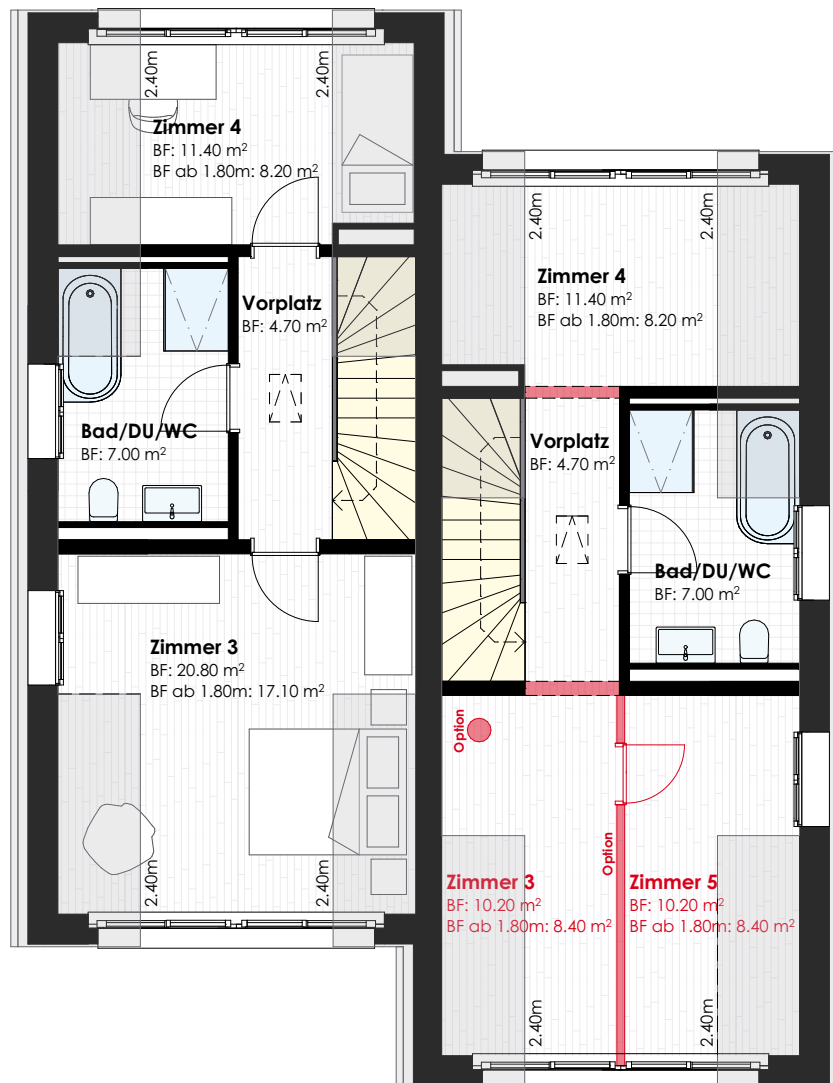 2.40m
2.40m
Zimmer 4
BF: 11.40 m²
BF ab 1.80m: 8.20 m²
Vorplatz
BF: 4.70 m²
Bad/DU/WC
BF: 7.00 m²
Zimmer 3
BF: 20.80 m²
BF ab 1.80m: 17.10 m²
2.40m
2.40m
2.40m
2.40m
Zimmer 4
BF: 11.40 m²
BF ab 1.80m: 8.20 m²
Vorplatz
BF: 4.70 m²
Bad/DU/WC
BF: 7.00 m²
Option
Option
Zimmer 3
BF: 10.20 m²
BF ab 1.80m: 8.40 m²
Zimmer 5
BF: 10.20 m²
BF ab 1.80m: 8.40 m²
2.40m
2.40m